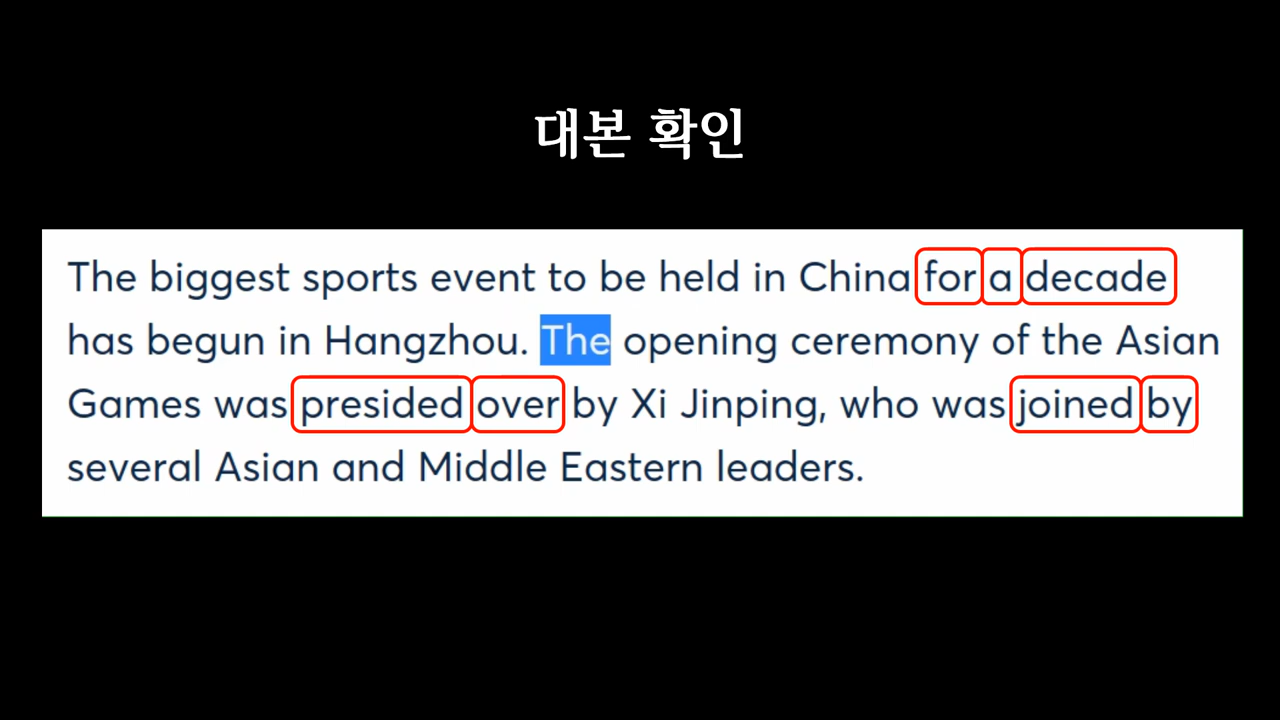 대본 확인
The biggest sports event to be held in China for a decade
has begun in Hangzhou. The opening ceremony of the Asian
Games was presided over by Xi Jinping, who was joined by
several Asian and Middle Eastern leaders.